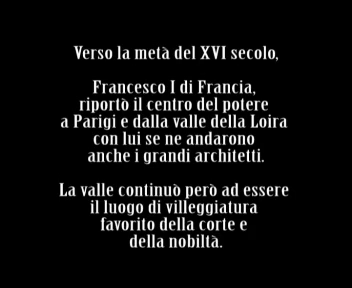 Verso la metà del XVI secolo,
Francesco I di Francia,
riportò il centro del potere
a Parigi e dalla valle della Loira
con lui se ne andarono
anche i grandi architetti.
La valle continuò però ad essere
il luogo di villeggiatura
favorito della corte e
della nobiltà.